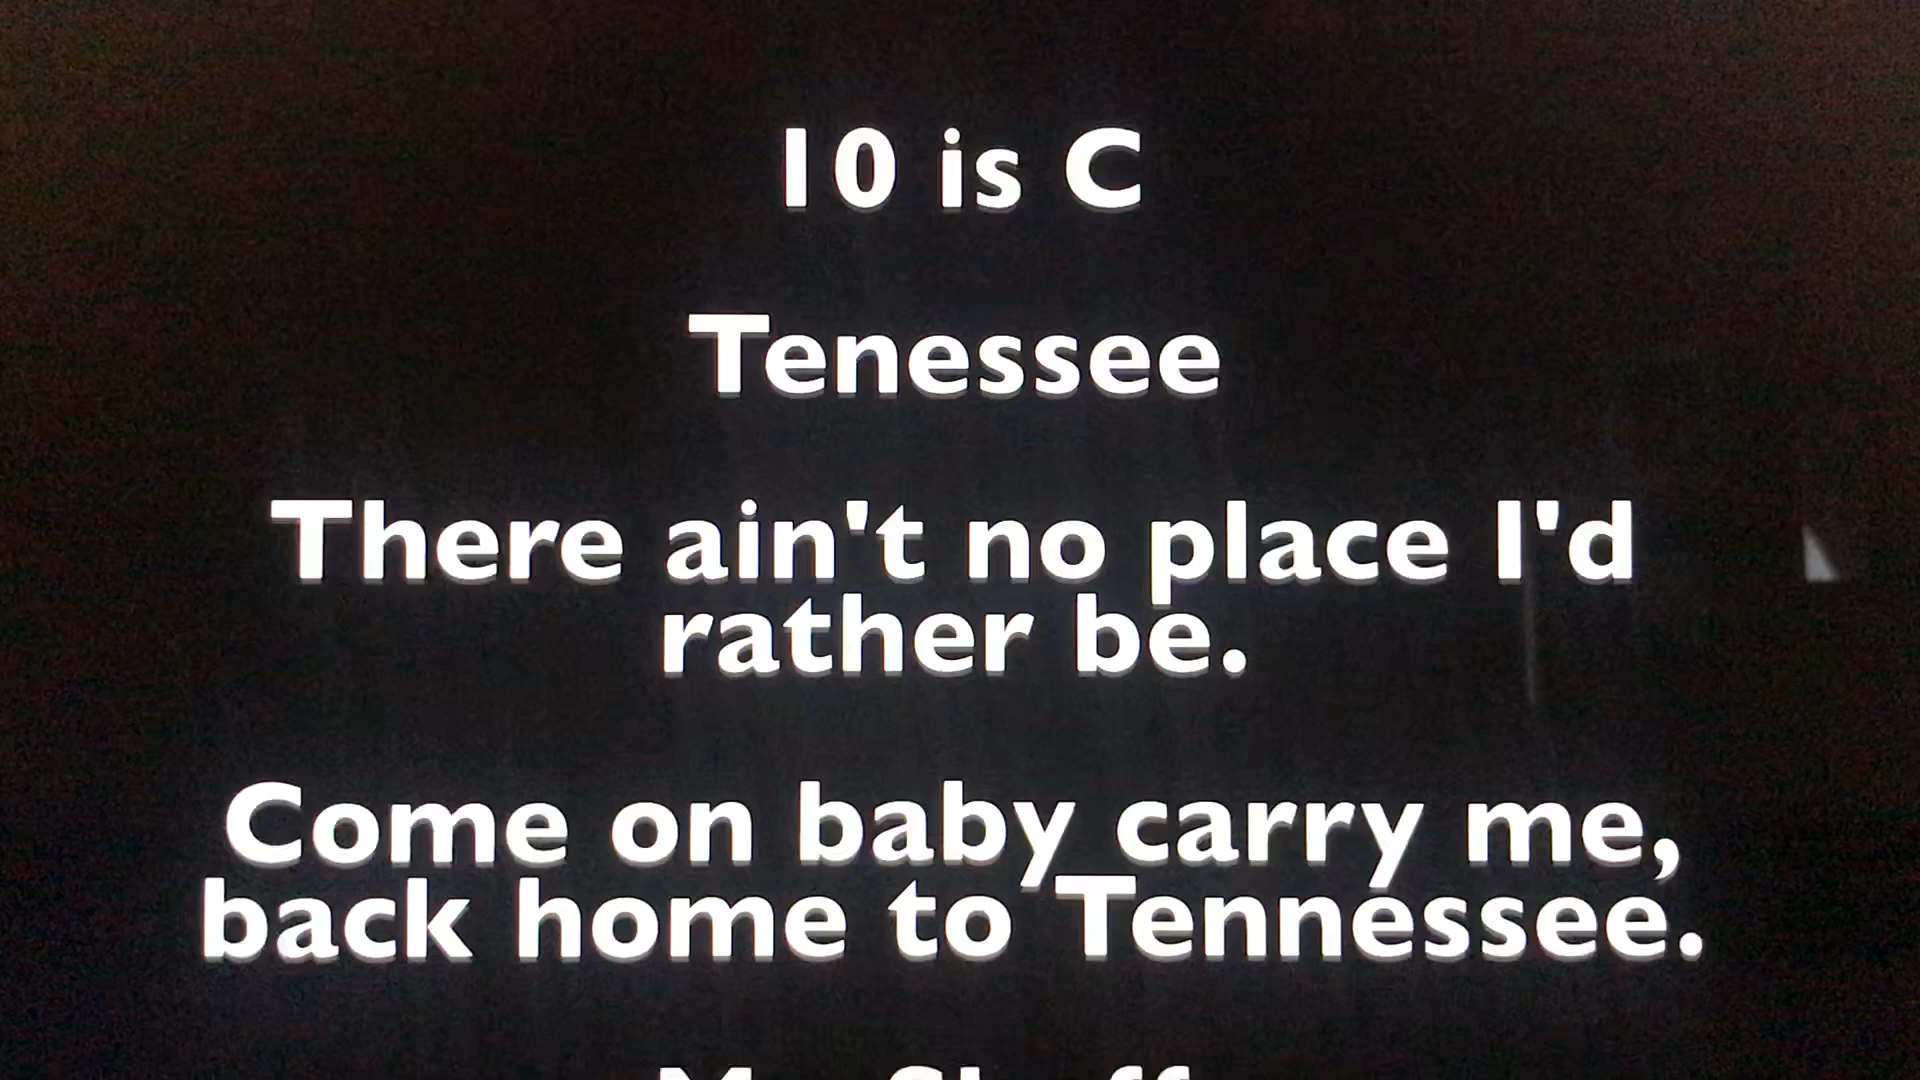 10 is C
Tenessee
There ain't no place I'd
rather be.
Come on baby carry me,
back home to Tennessee.